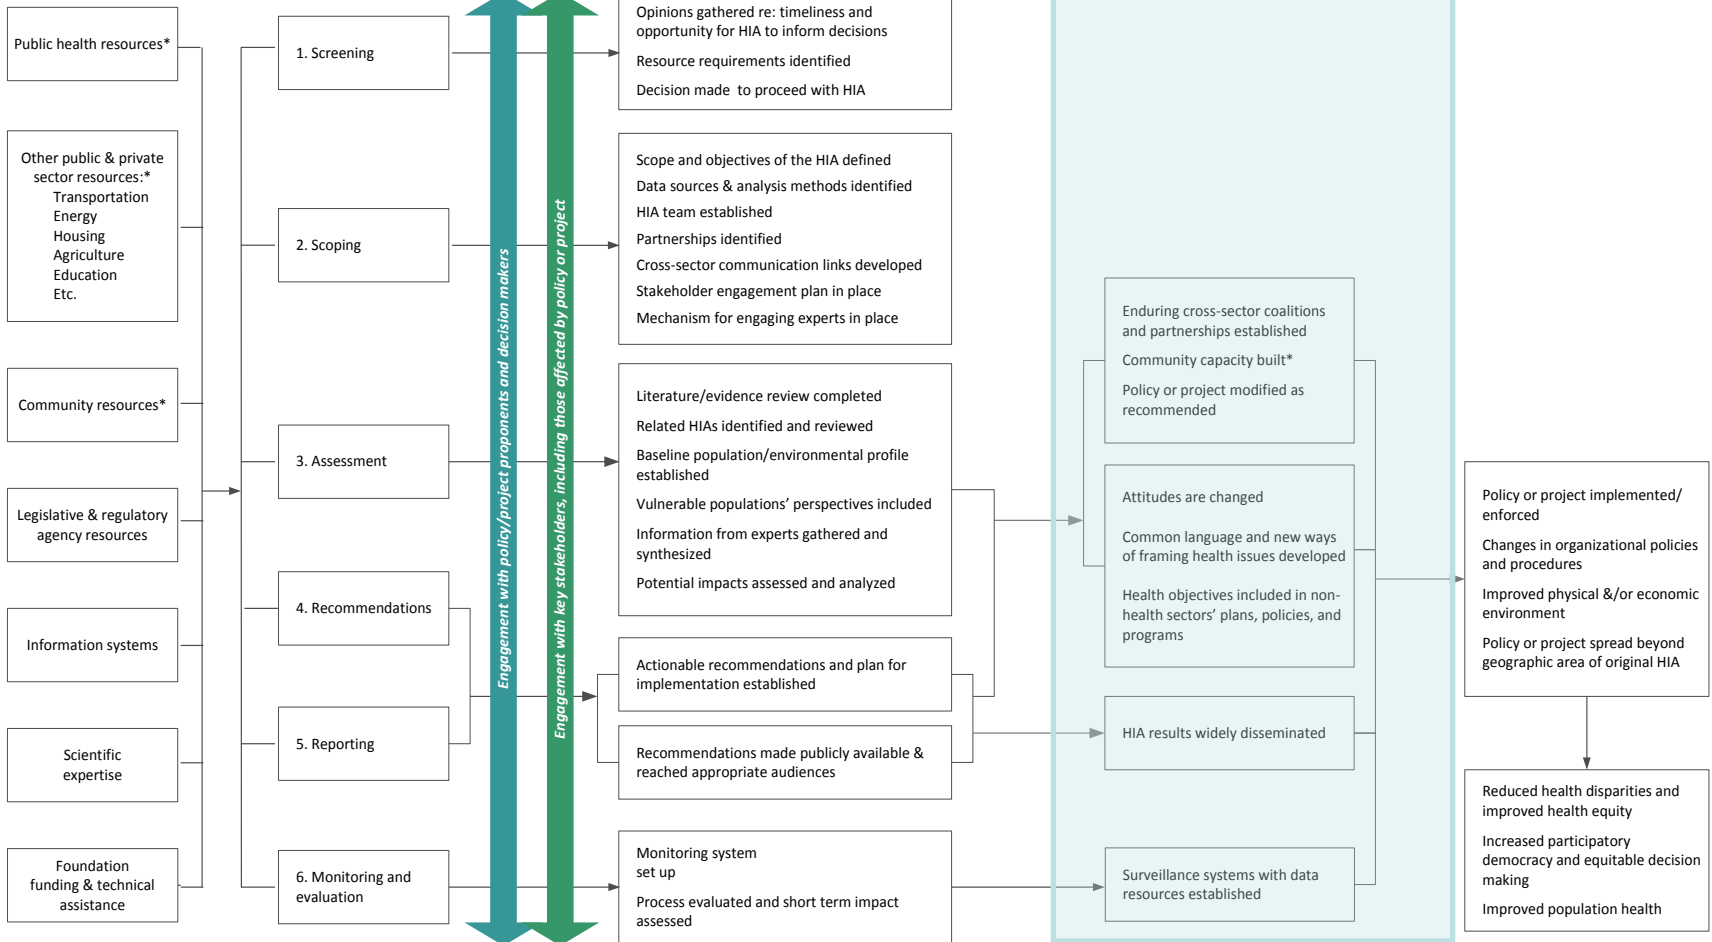 Public health resources*
Other public & private
sector resources:*
Transportation
Energy
Housing
Agriculture
Education
Etc.
Community resources*
Legislative & regulatory
agency resources
Information systems
Scientific
expertise
Foundation
funding & technical
assistance
1. Screening
2. Scoping
3. Assessment
4. Recommendations
5. Reporting
6. Monitoring and
evaluation
Engagement with policy/project proponents and decision makers
Engagement with key stakeholders, including those affected by policy or project
Opinions gathered re: timeliness and
opportunity for HIA to inform decisions
Resource requirements identified
Decision made to proceed with HIA
Scope and objectives of the HIA defined
Data sources & analysis methods identified
HIA team established
Partnerships identified
Cross-sector communication links developed
Stakeholder engagement plan in place
Mechanism for engaging experts in place
Literature/evidence review completed
Related HIAs identified and reviewed
Baseline population/environmental profile
established
Vulnerable populations’ perspectives included
Information from experts gathered and
synthesized
Potential impacts assessed and analyzed
Actionable recommendations and plan for
implementation established
Recommendations made publicly available &
reached appropriate audiences
Monitoring system
set up
Process evaluated and short term impact
assessed
Enduring cross-sector coalitions
and partnerships established
Community capacity built*
Policy or project modified as
recommended
Attitudes are changed
Common language and new ways
of framing health issues developed
Health objectives included in non-
health sectors’ plans, policies, and
programs
HIA results widely disseminated
Surveillance systems with data
resources established
Policy or project implemented/
enforced
Changes in organizational policies
and procedures
Improved physical &/or economic
environment
Policy or project spread beyond
geographic area of original HIA
Reduced health disparities and
improved health equity
Increased participatory
democracy and equitable decision
making
Improved population health